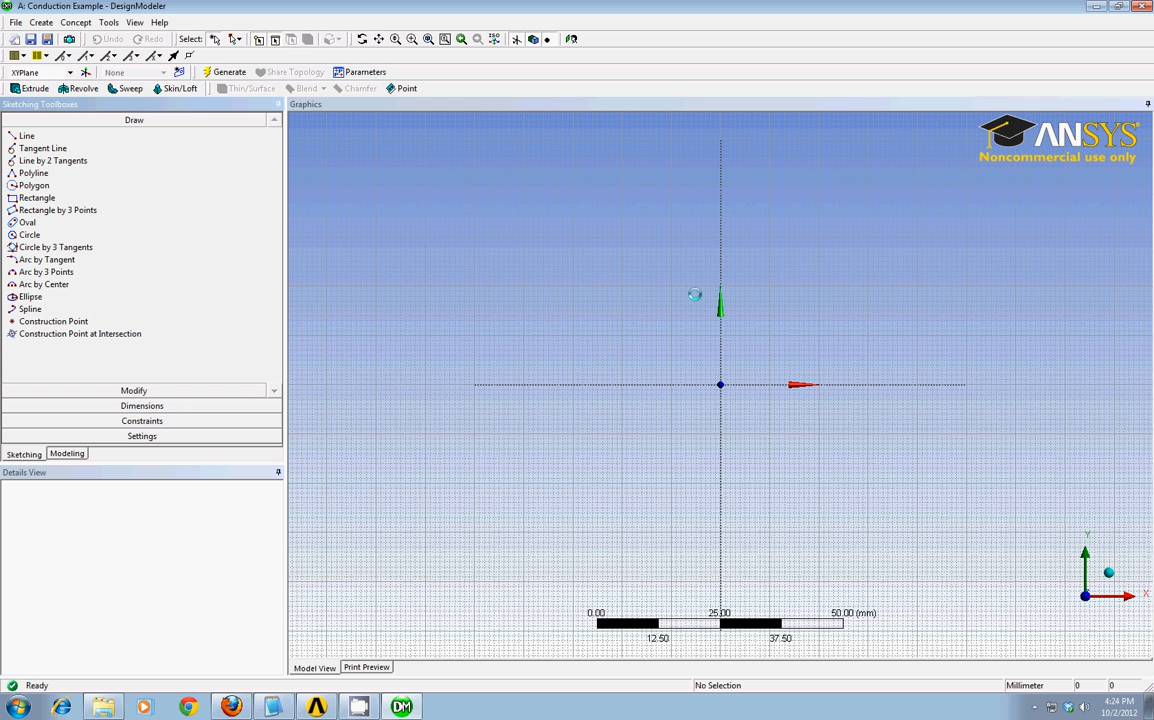 A: Conduction Example - DesignModeler
File Create Concept Tools View Help
Undo Redo Select:
XYPlane None Generate Share Topology Parameters
Extrude Revolve Sweep Skin/Loft Thin/Surface Blend Chamfer Point
Sketching Toolboxes
Graphics
Draw
Line
Tangent Line
Line by 2 Tangents
Polyline
Polygon
Rectangle
Rectangle by 3 Points
Oval
Circle
Circle by 3 Tangents
Arc by Tangent
Arc by 3 Points
Arc by Center
Ellipse
Spline
Construction Point
Construction Point at Intersection
Modify
Dimensions
Constraints
Settings
Sketching Modeling
Details View
ANSYS
Noncommercial use only
Y
X
0.00 25.00 50.00 (mm)
12.50 37.50
Model View Print Preview
Ready
No Selection
Millimeter 0 0
DM
4:24 PM
10/2/2012